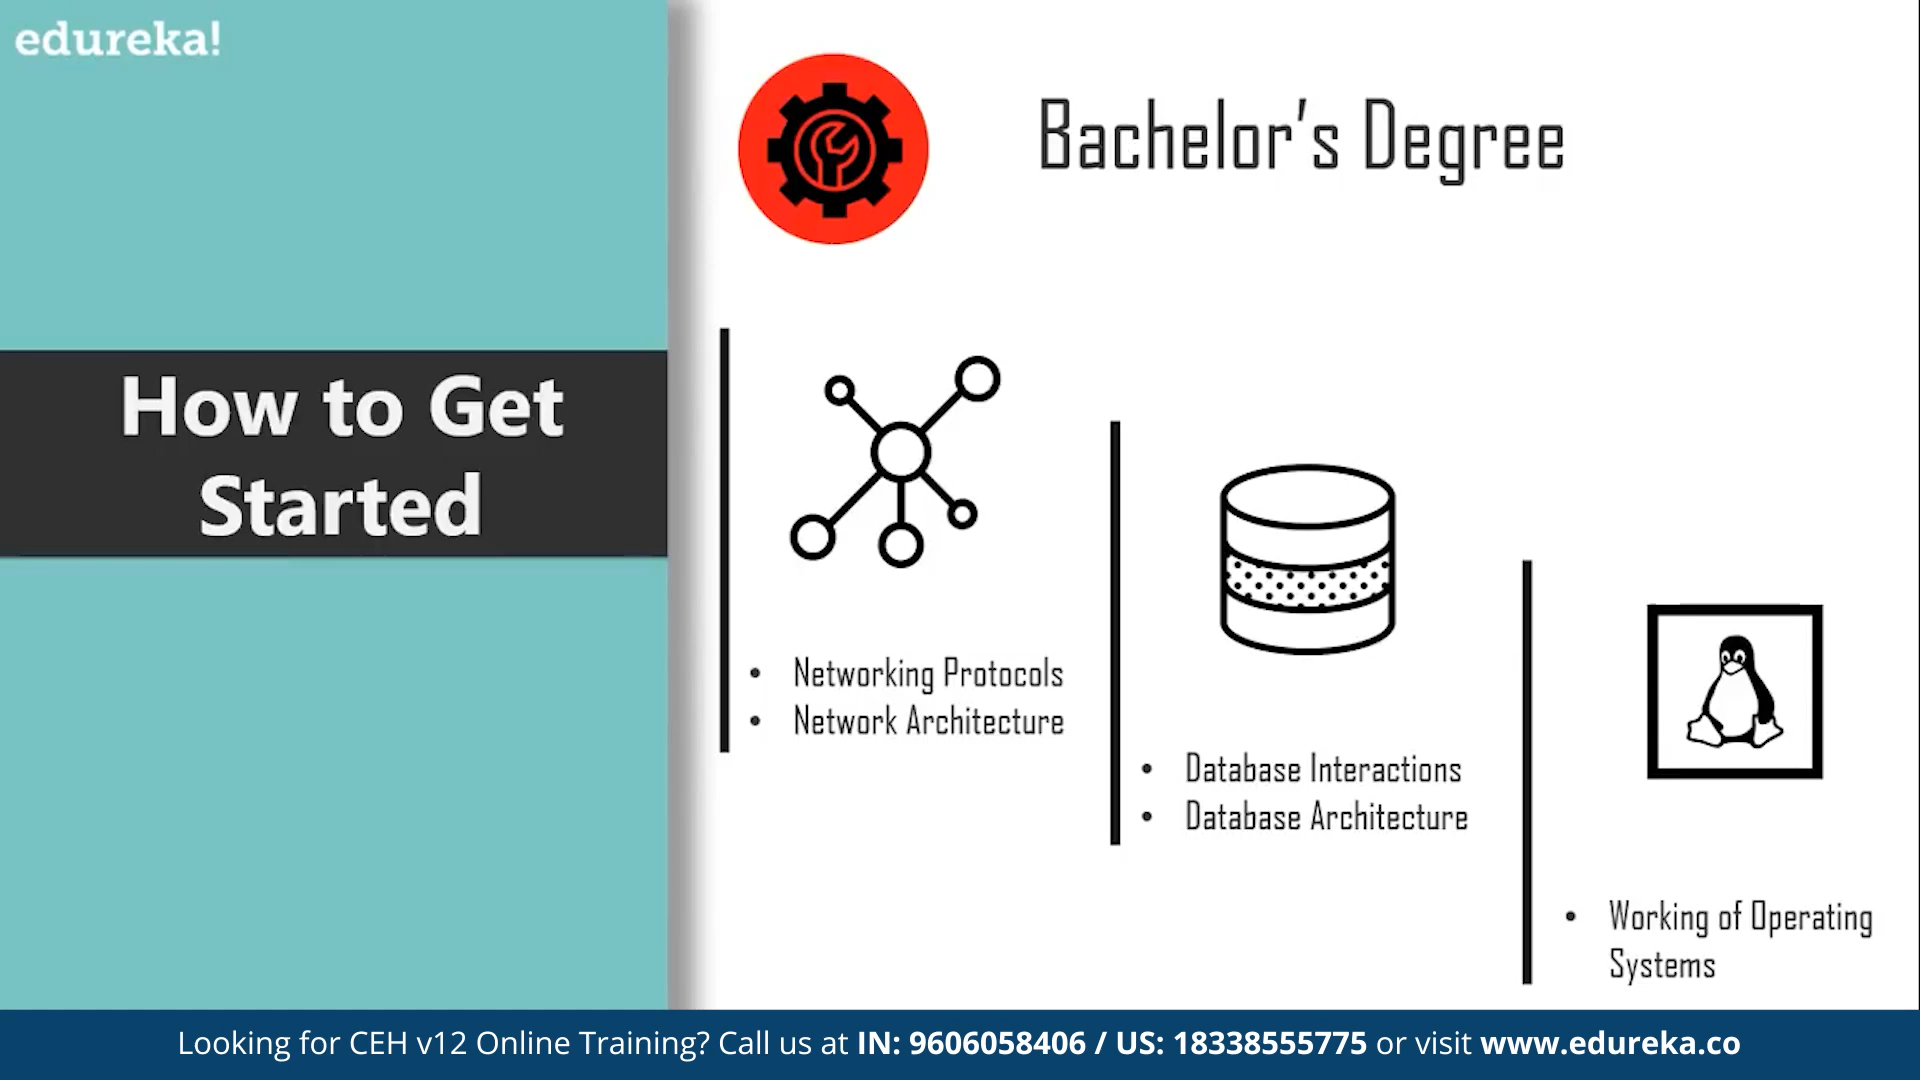 edureka!
How to Get
Started
Bachelor's Degree
• Networking Protocols
• Network Architecture
• Database Interactions
• Database Architecture
• Working of Operating
Systems
Looking for CEH v12 Online Training? Call us at IN: 9606058406 / US: 18338555775 or visit www.edureka.co